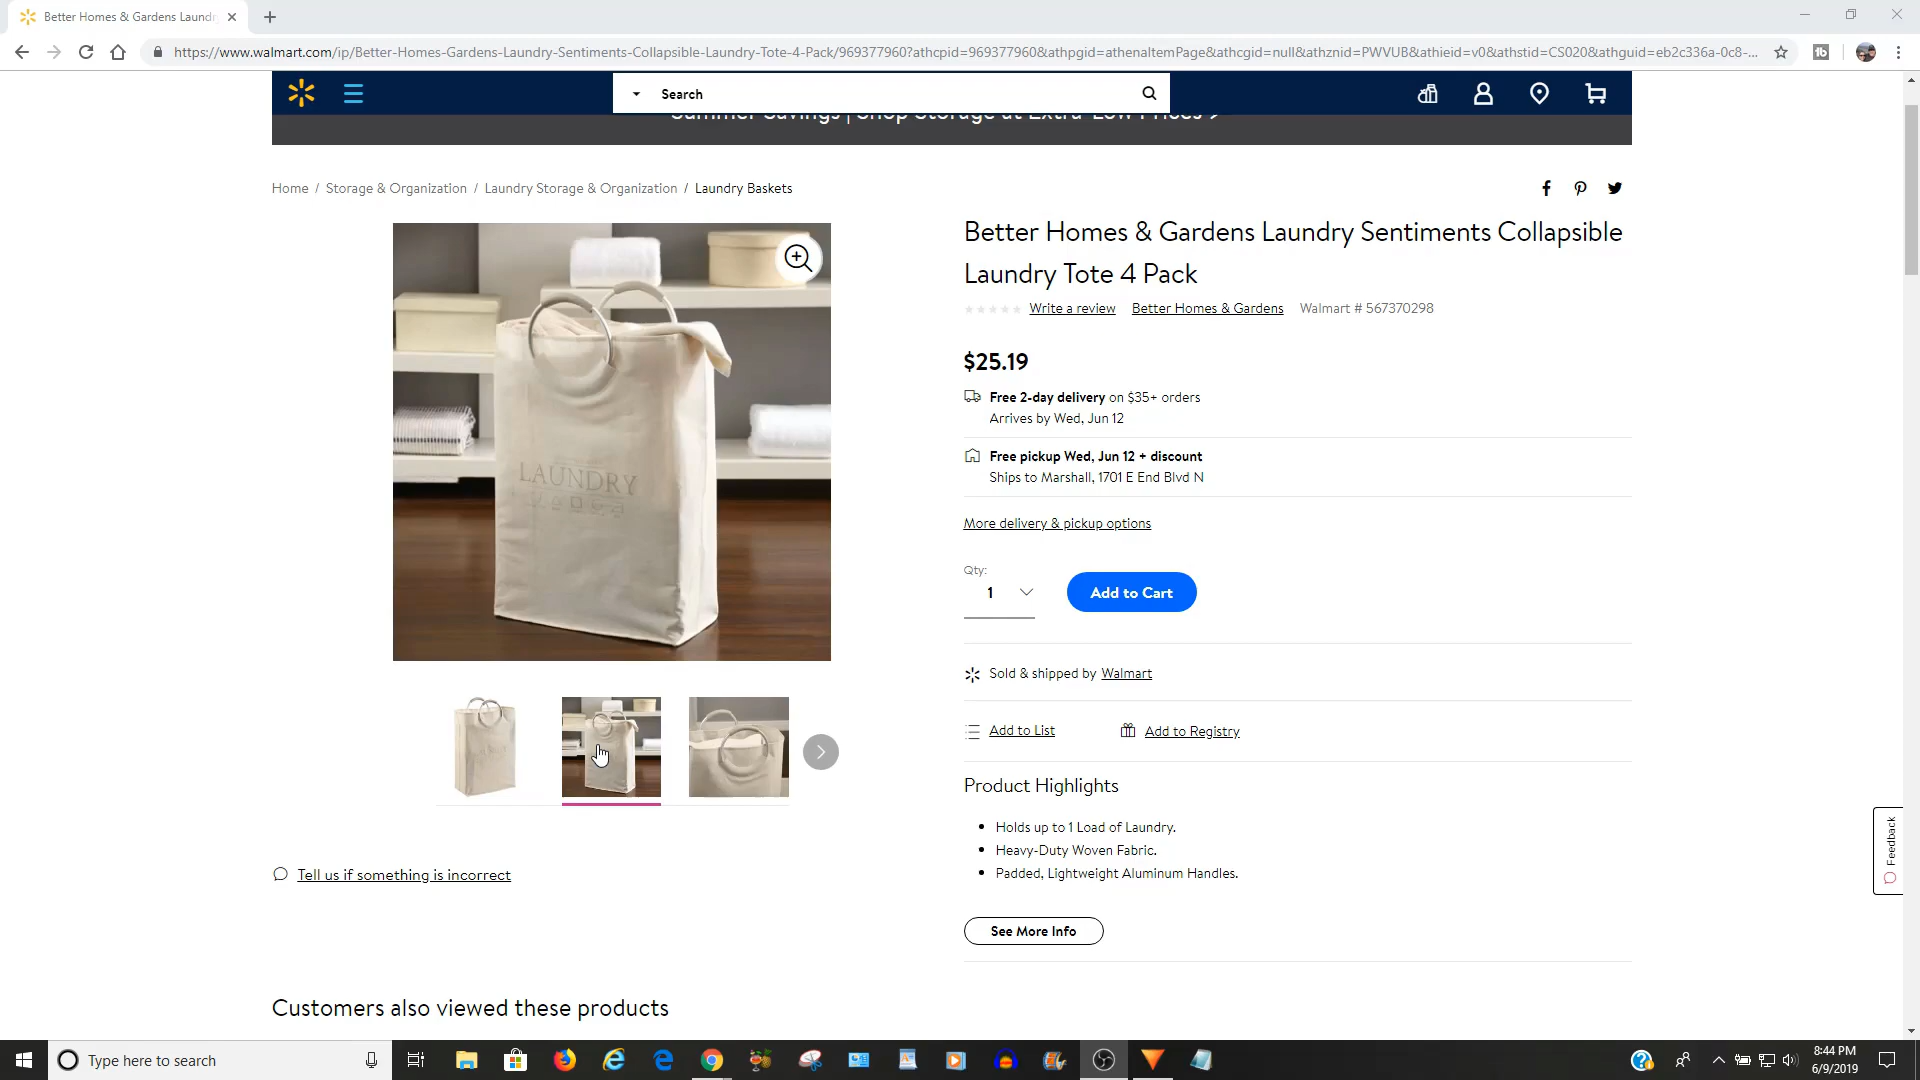 Better Homes & Gardens Laundr
https://www.walmart.com/ip/Better-Homes-Gardens-Laundry-Sentiments-Collapsible-Laundry-Tote-4-Pack/969377960?athcpid=969377960&athpgid=athenaItemPage&athcgid=null&athznid=PWVUB&athieid=v0&athstid=CS020&athguid=eb2c336a-0c8-...
Search
Summer Savings | Shop Storage at Extra-Low Prices >
Home / Storage & Organization / Laundry Storage & Organization / Laundry Baskets
Better Homes & Gardens Laundry Sentiments Collapsible
Laundry Tote 4 Pack
Write a review Better Homes & Gardens Walmart # 567370298
$25.19
Free 2-day delivery on $35+ orders
Arrives by Wed, Jun 12
Free pickup Wed, Jun 12 + discount
Ships to Marshall, 1701 E End Blvd N
More delivery & pickup options
Qty:
1
Add to Cart
LAUNDRY
Sold & shipped by Walmart
Add to List
Add to Registry
Product Highlights
Holds up to 1 Load of Laundry.
Heavy-Duty Woven Fabric.
Padded, Lightweight Aluminum Handles.
See More Info
Tell us if something is incorrect
Feedback
Customers also viewed these products
Type here to search
8:44 PM
6/9/2019